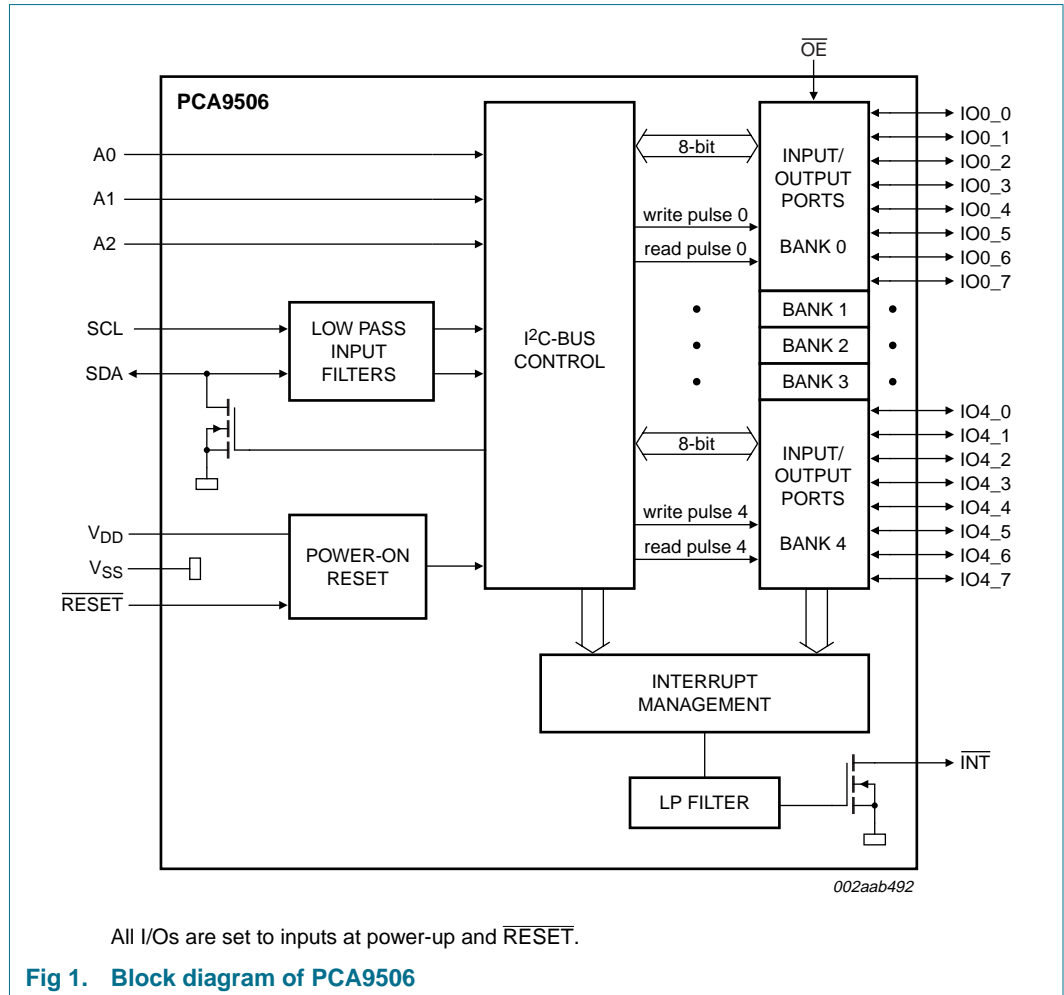 OE
PCA9506
A0
A1
A2
SCL
SDA
VDD
VSS
RESET
LOW PASS
INPUT
FILTERS
POWER-ON
RESET
I2C-BUS
CONTROL
8-bit
write pulse 0
read pulse 0
8-bit
write pulse 4
read pulse 4
INPUT/
OUTPUT
PORTS
BANK 0
BANK 1
BANK 2
BANK 3
INPUT/
OUTPUT
PORTS
BANK 4
IO0_0
IO0_1
IO0_2
IO0_3
IO0_4
IO0_5
IO0_6
IO0_7
IO4_0
IO4_1
IO4_2
IO4_3
IO4_4
IO4_5
IO4_6
IO4_7
INTERRUPT
MANAGEMENT
LP FILTER
INT
002aab492
All I/Os are set to inputs at power-up and RESET.
Fig 1. Block diagram of PCA9506